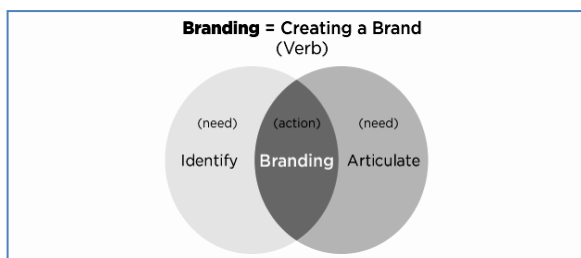 Branding = Creating a Brand
(Verb)
(need) (action) (need)
Identify Branding Articulate